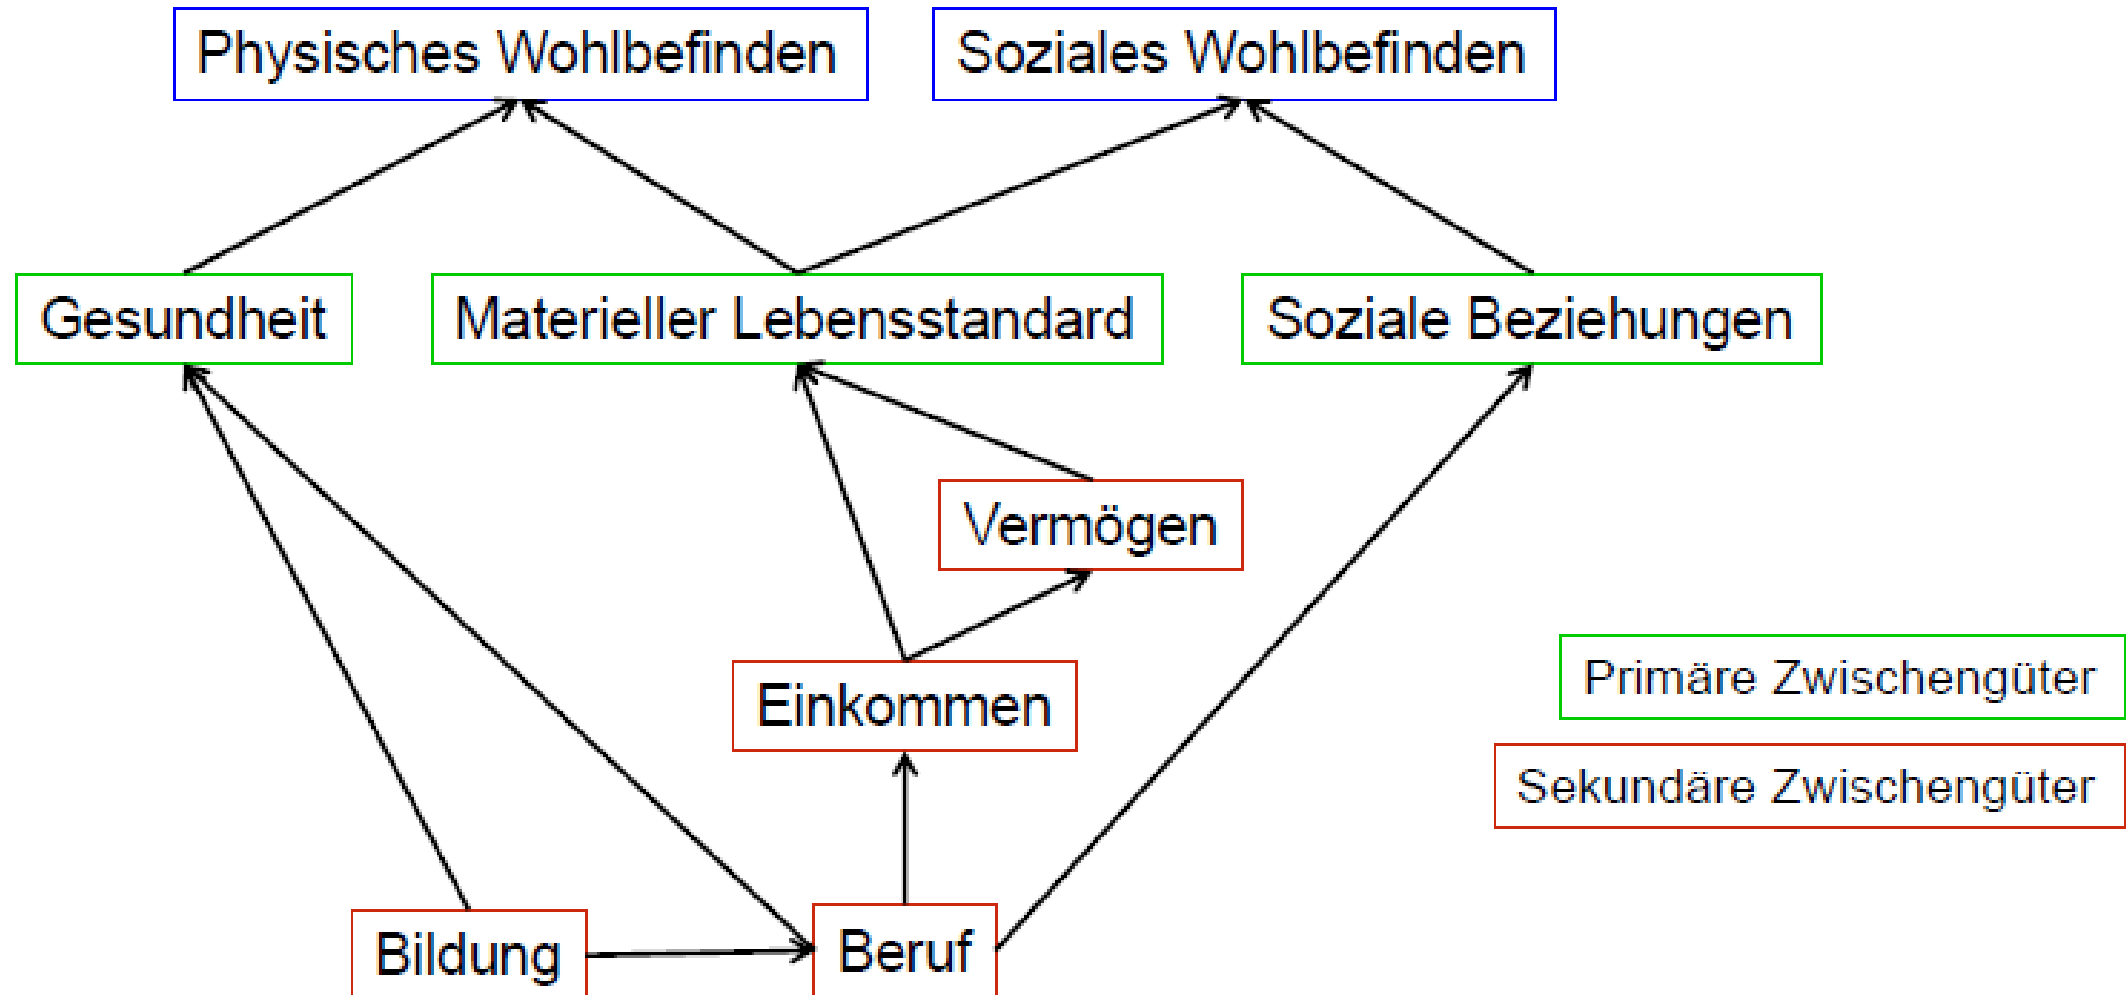 Physisches Wohlbefinden
Soziales Wohlbefinden
Gesundheit
Materieller Lebensstandard
Soziale Beziehungen
Vermögen
Einkommen
Primäre Zwischengüter
Sekundäre Zwischengüter
Bildung
Beruf